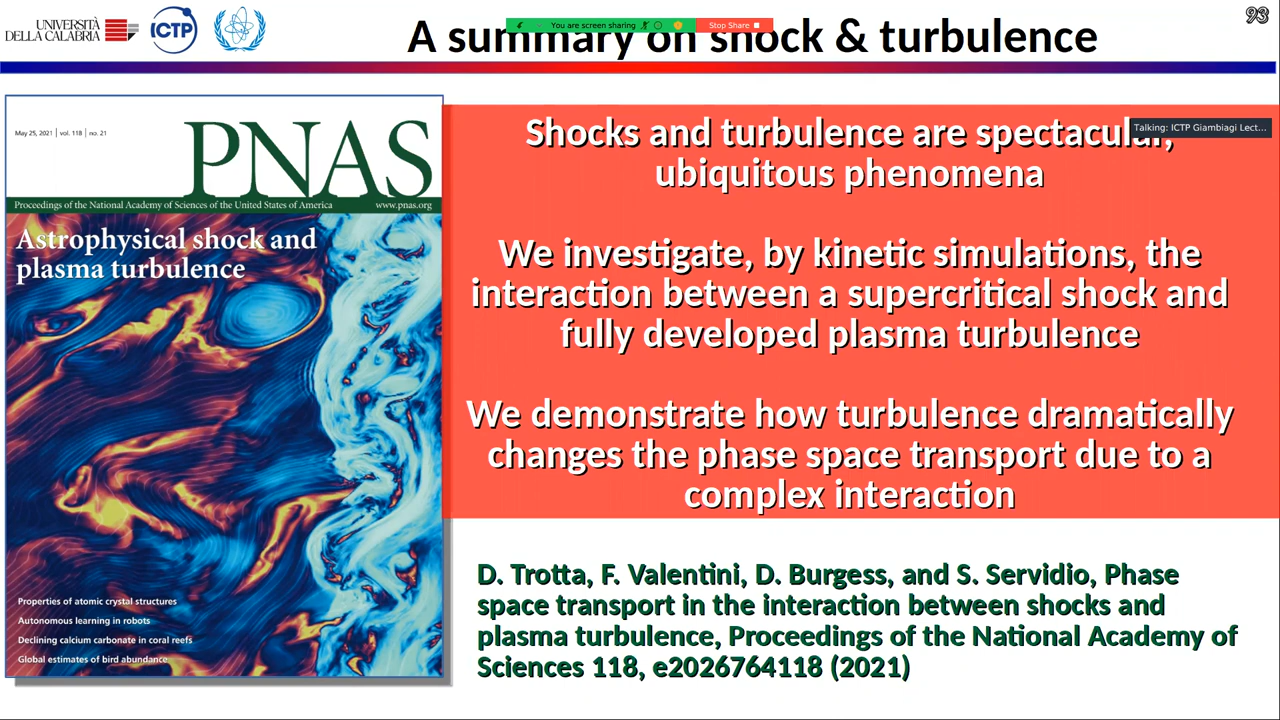 UNIVERSITÀ
DELLA CALABRIA
ICTP
A summary on shock & turbulence
You are screen sharing
Stop Share
93
May 25, 2021 | vol. 118 | no. 21
PNAS
Proceedings of the National Academy of Sciences of the United States of America www.pnas.org
Astrophysical shock and
plasma turbulence
Properties of atomic crystal structures
Autonomous learning in robots
Declining calcium carbonate in coral reefs
Global estimates of bird abundance
Talking: ICTP Giambiagi Lect...
Shocks and turbulence are spectacular,
ubiquitous phenomena
We investigate, by kinetic simulations, the
interaction between a supercritical shock and
fully developed plasma turbulence
We demonstrate how turbulence dramatically
changes the phase space transport due to a
complex interaction
D. Trotta, F. Valentini, D. Burgess, and S. Servidio, Phase
space transport in the interaction between shocks and
plasma turbulence, Proceedings of the National Academy of
Sciences 118, e2026764118 (2021)